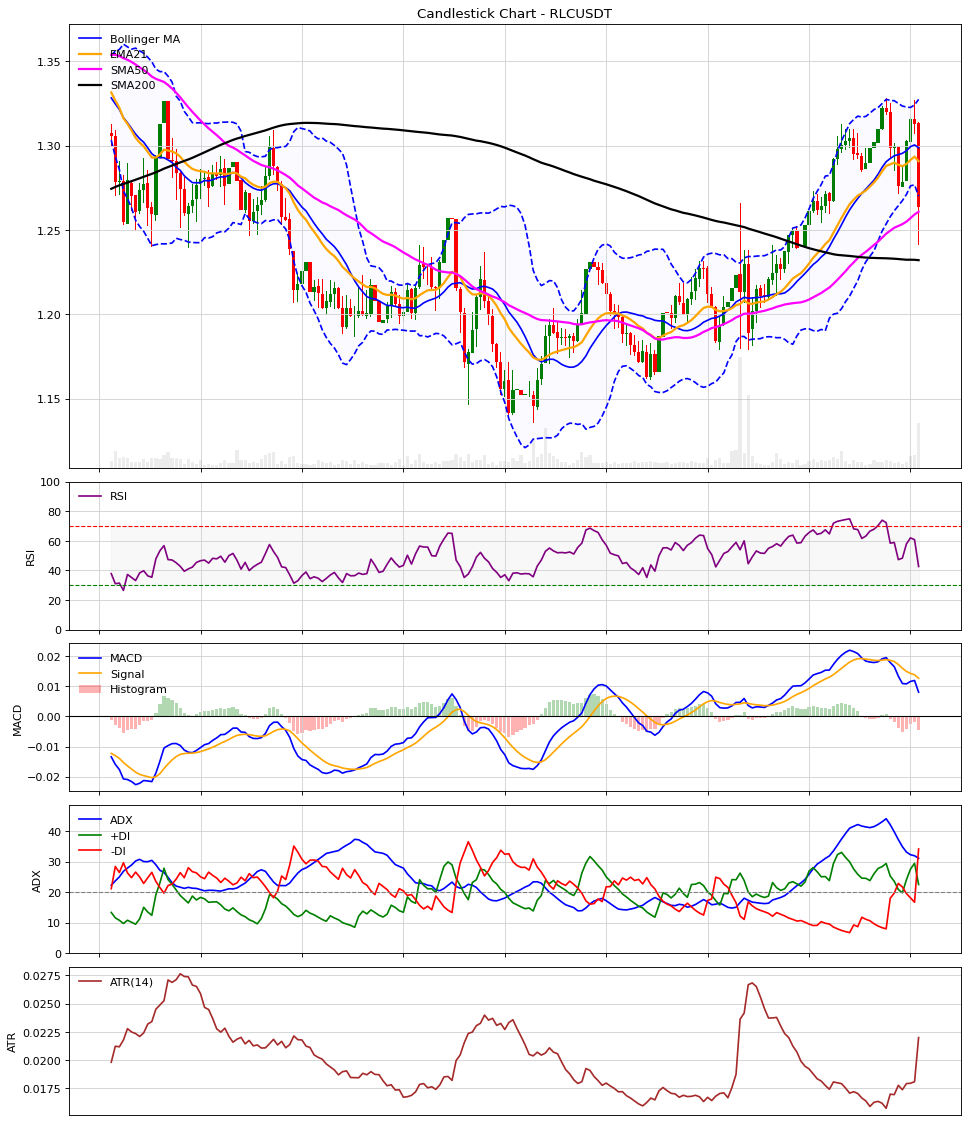 Candlestick Chart - RLCUSDT
Bollinger MA
EMA21
SMA50
SMA200
1.35
1.30
1.25
1.20
1.15
RSI
100
80
60
40
20
0
RSI
MACD
Signal
Histogram
0.02
0.01
0.00
−0.01
−0.02
MACD
ADX
+DI
-DI
40
30
20
10
0
ADX
ATR(14)
0.0275
0.0250
0.0225
0.0200
0.0175
ATR